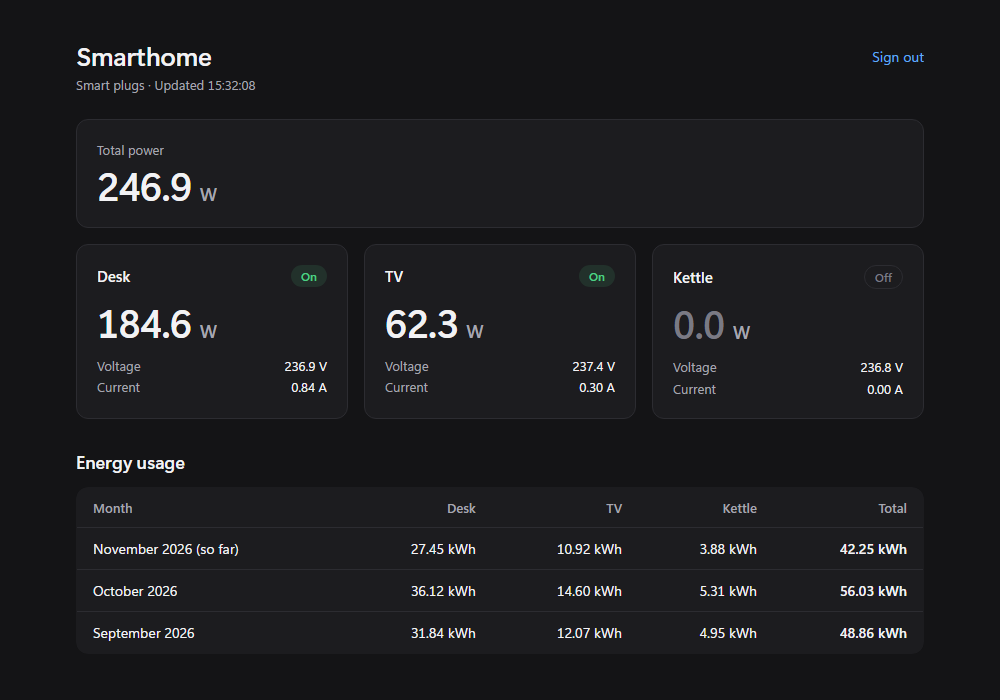 Smarthome
Sign out
Smart plugs · Updated 15:32:08
Total power
246.9 W
Desk On
184.6 W
Voltage 236.9 V
Current 0.84 A
TV On
62.3 W
Voltage 237.4 V
Current 0.30 A
Kettle Off
0.0 W
Voltage 236.8 V
Current 0.00 A
Energy usage
Month Desk TV Kettle Total
November 2026 (so far) 27.45 kWh 10.92 kWh 3.88 kWh 42.25 kWh
October 2026 36.12 kWh 14.60 kWh 5.31 kWh 56.03 kWh
September 2026 31.84 kWh 12.07 kWh 4.95 kWh 48.86 kWh